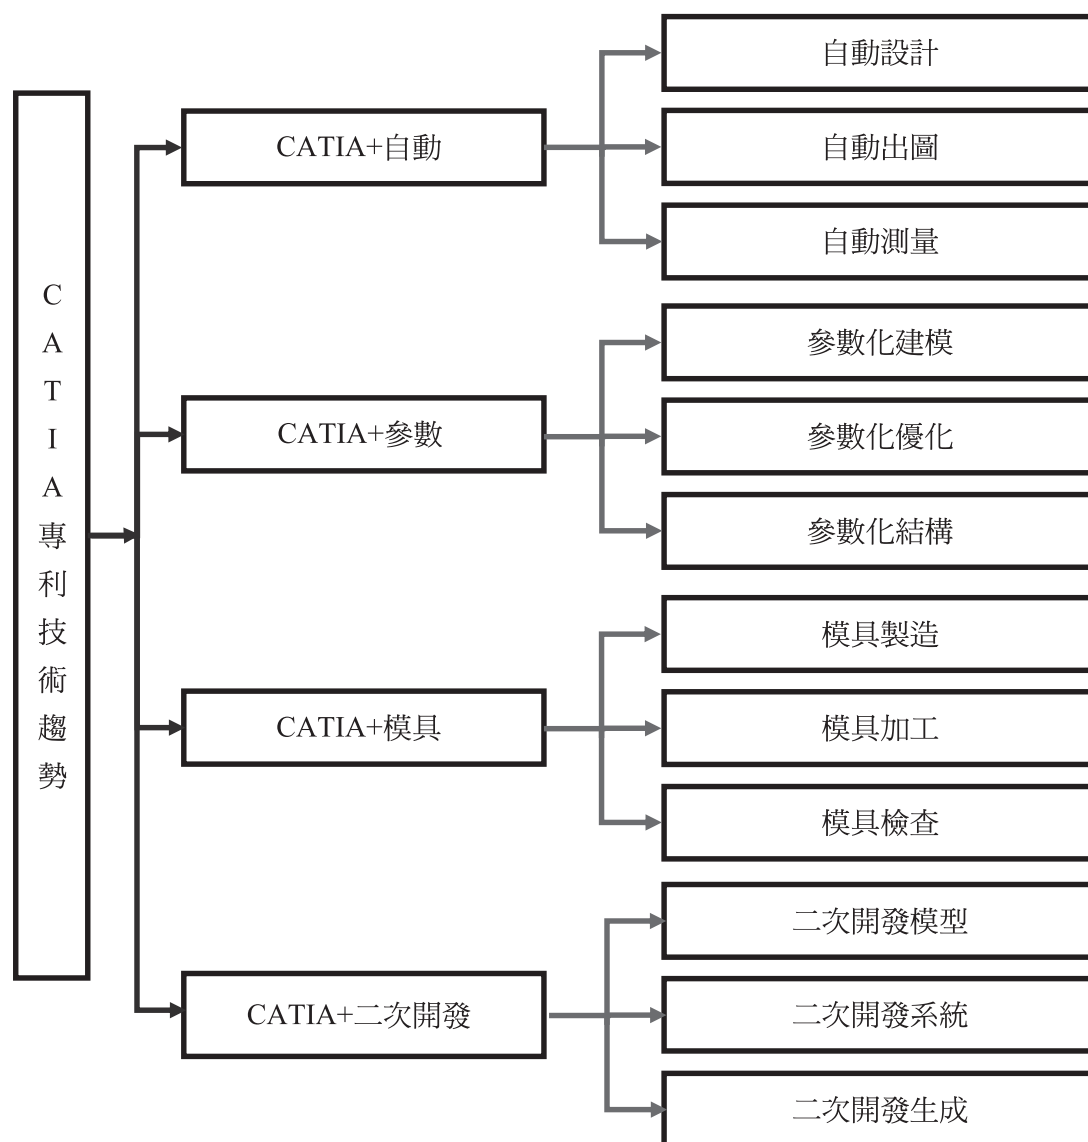 CATIA專利技術趨勢
CATIA+自動
自動設計
自動出圖
自動測量
CATIA+參數
參數化建模
參數化優化
參數化結構
CATIA+模具
模具製造
模具加工
模具檢查
CATIA+二次開發
二次開發模型
二次開發系統
二次開發生成